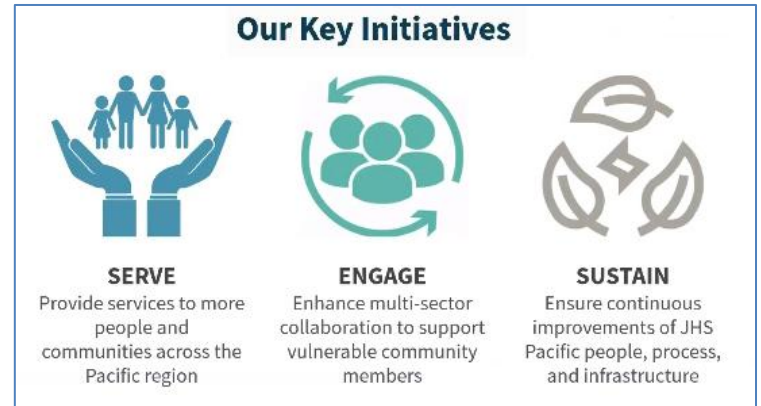 Our Key Initiatives
SERVE
Provide services to more
people and
communities across the
Pacific region
ENGAGE
Enhance multi-sector
collaboration to support
vulnerable community
members
SUSTAIN
Ensure continuous
improvements of JHS
Pacific people, process,
and infrastructure